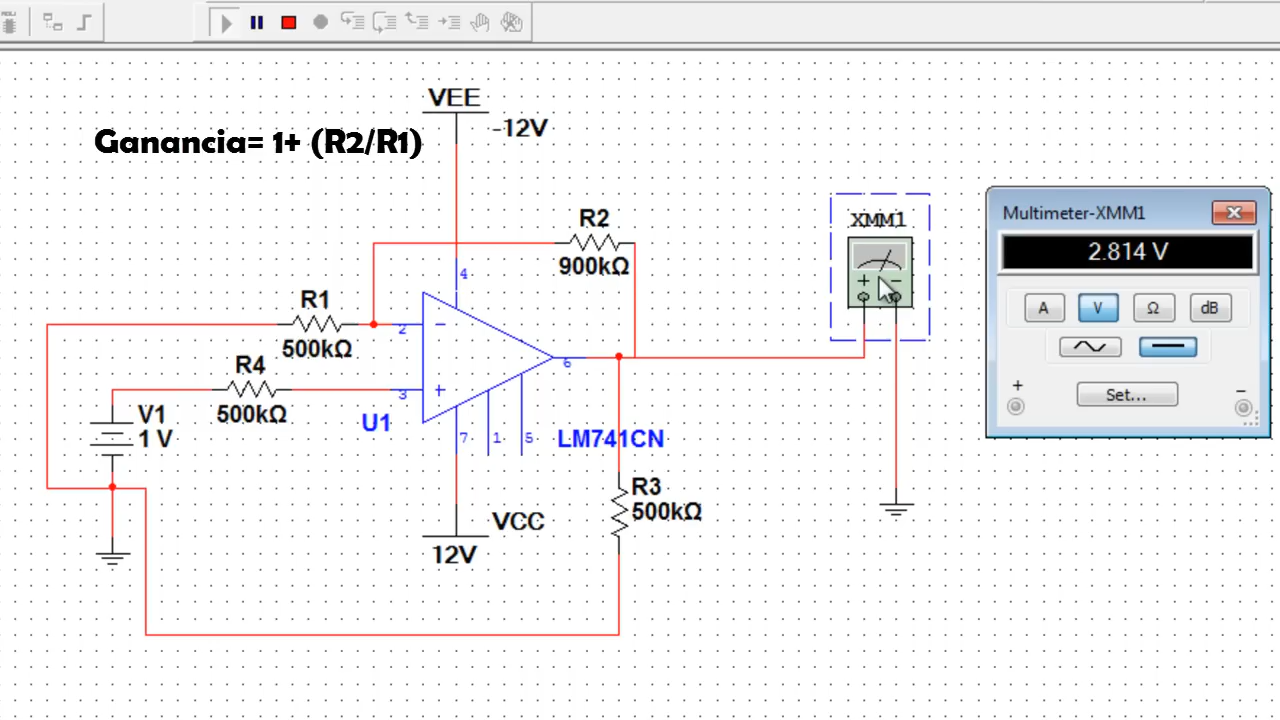 VEE
-12V
Ganancia= 1+ (R2/R1)
R2
900kΩ
XMM1
Multimeter-XMM1
2.814 V
A V Ω dB
+ -
Set...
+ -
4
R1
500kΩ
2
-
R4
500kΩ
3
+
6
U1
V1
1 V
7 1 5
LM741CN
R3
500kΩ
VCC
12V